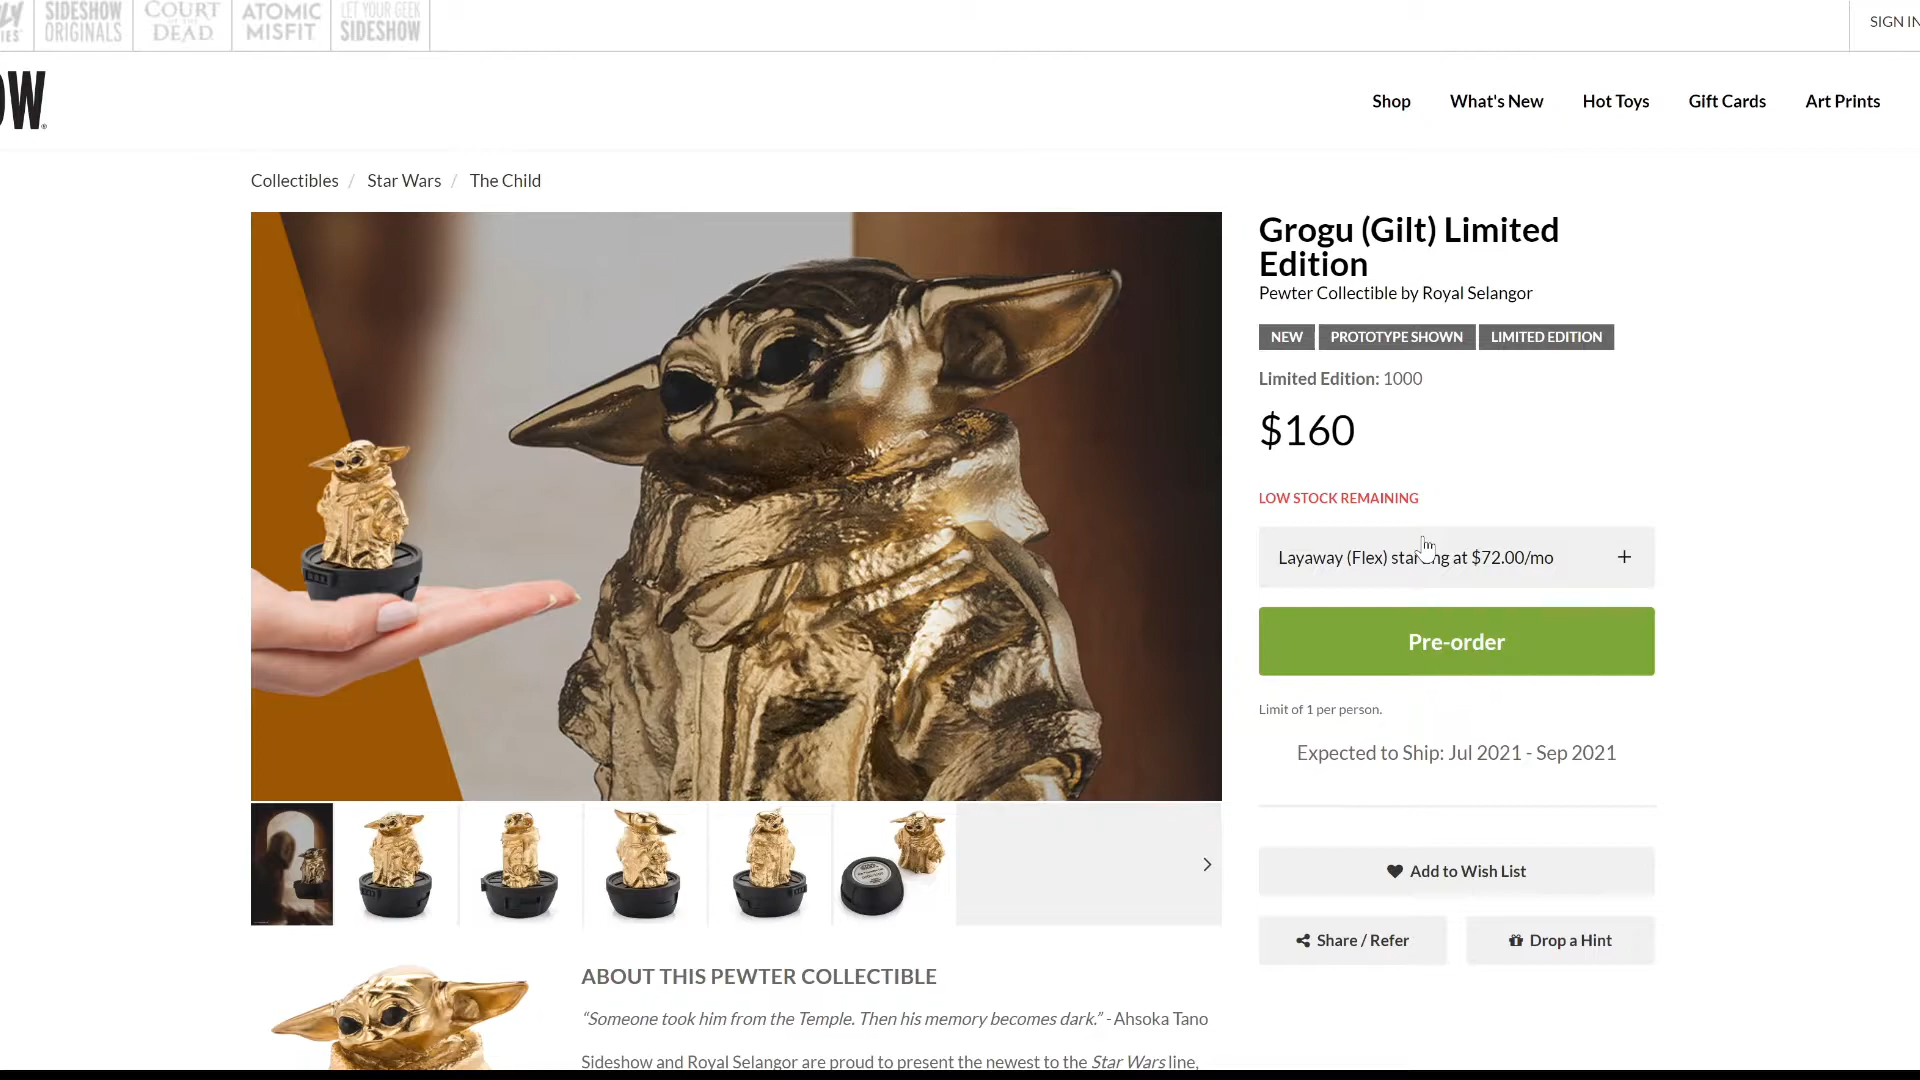 SIDESHOW
ORIGINALS
COURT
OF THE
DEAD
ATOMIC
MISFIT
LET YOUR GEEK
SIDESHOW
SIGN IN
OW
Shop
What's New
Hot Toys
Gift Cards
Art Prints
Collectibles / Star Wars / The Child
Grogu (Gilt) Limited
Edition
Pewter Collectible by Royal Selangor
NEW
PROTOTYPE SHOWN
LIMITED EDITION
Limited Edition: 1000
$160
LOW STOCK REMAINING
Layaway (Flex) starting at $72.00/mo +
Pre-order
Limit of 1 per person.
Expected to Ship: Jul 2021 - Sep 2021
Add to Wish List
Share / Refer
Drop a Hint
ABOUT THIS PEWTER COLLECTIBLE
“Someone took him from the Temple. Then his memory becomes dark.” - Ahsoka Tano
Sideshow and Royal Selangor are proud to present the newest to the Star Wars line,